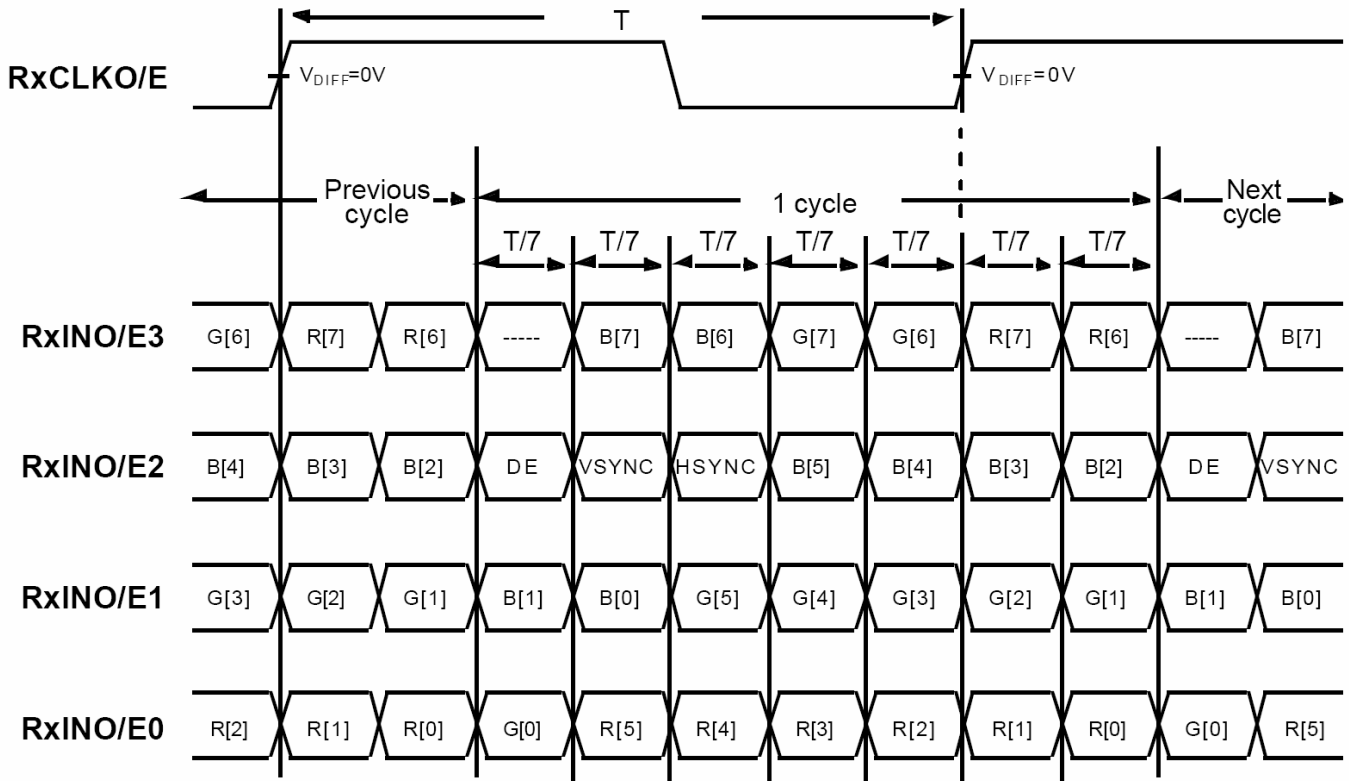 T
RxCLKO/E
VDIFF=0V
VDIFF=0V
Previous
cycle
1 cycle
Next
cycle
T/7 T/7 T/7 T/7 T/7 T/7 T/7
RxINO/E3 G[6] R[7] R[6] ----- B[7] B[6] G[7] G[6] R[7] R[6] ----- B[7]
RxINO/E2 B[4] B[3] B[2] DE VSYNC HSYNC B[5] B[4] B[3] B[2] DE VSYNC
RxINO/E1 G[3] G[2] G[1] B[1] B[0] G[5] G[4] G[3] G[2] G[1] B[1] B[0]
RxINO/E0 R[2] R[1] R[0] G[0] R[5] R[4] R[3] R[2] R[1] R[0] G[0] R[5]